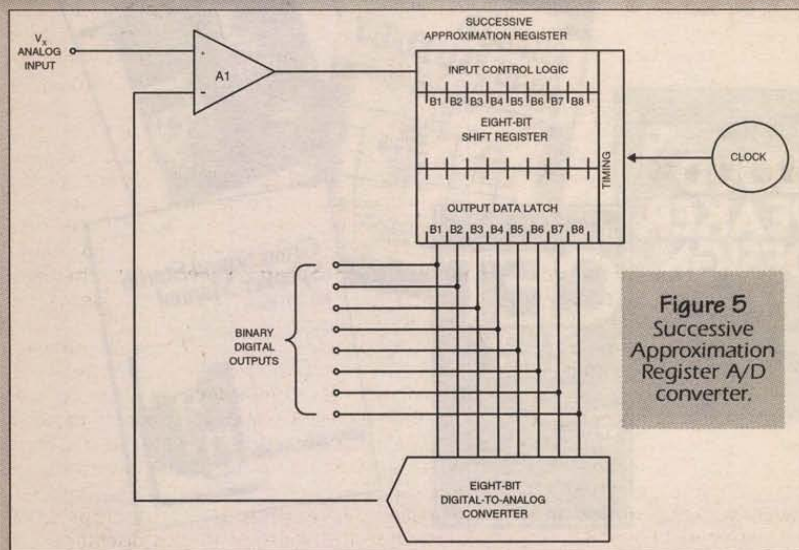 SUCCESSIVE
APPROXIMATION REGISTER
Vx
ANALOG
INPUT
+
−
A1
INPUT CONTROL LOGIC
B1 B2 B3 B4 B5 B6 B7 B8
EIGHT-BIT
SHIFT REGISTER
TIMING
CLOCK
OUTPUT DATA LATCH
B1 B2 B3 B4 B5 B6 B7 B8
BINARY
DIGITAL
OUTPUTS
Figure 5
Successive
Approximation
Register A/D
converter.
EIGHT-BIT
DIGITAL-TO-ANALOG
CONVERTER